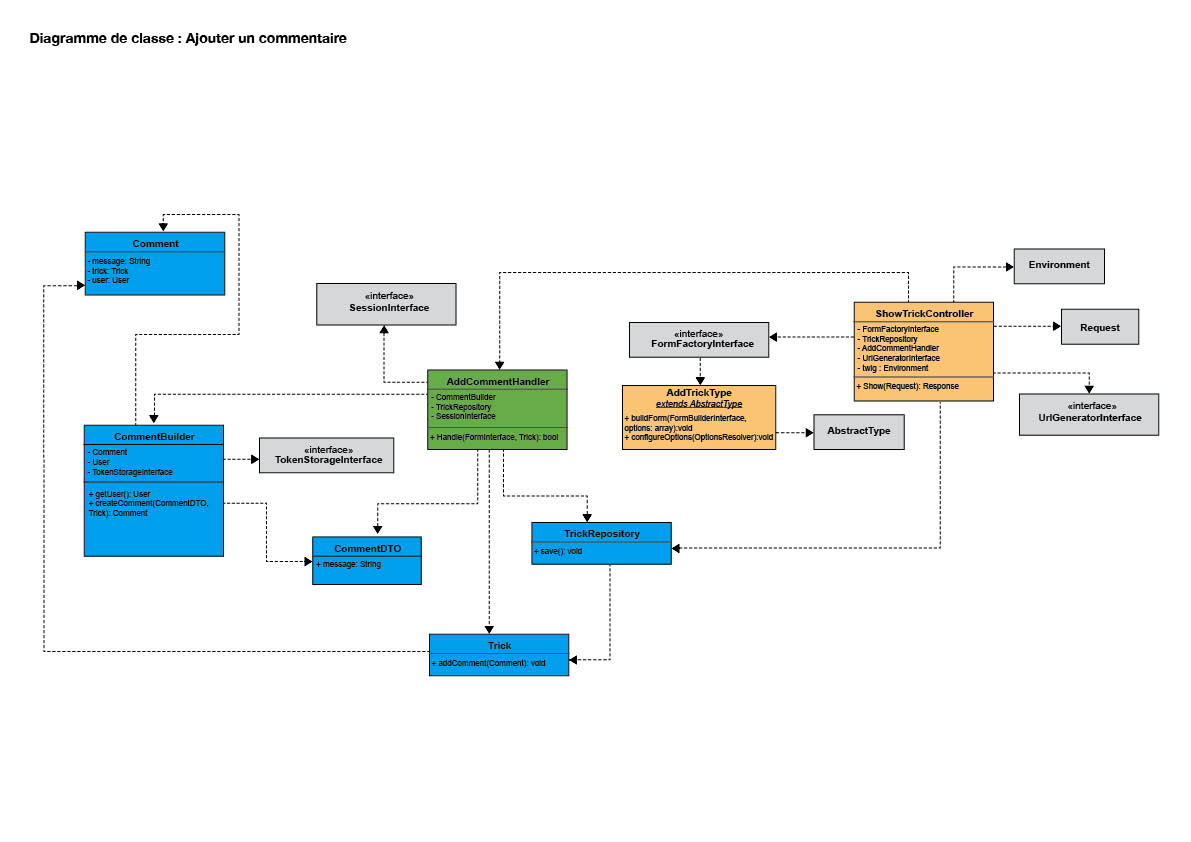 Diagramme de classe : Ajouter un commentaire
Comment
- message: String
- trick: Trick
- user: User
«interface»
SessionInterface
Environment
ShowTrickController
- FormFactoryInterface
- TrickRepository
- AddCommentHandler
- UrlGeneratorInterface
- twig : Environment
+ Show(Request): Response
Request
«interface»
FormFactoryInterface
AddCommentHandler
- CommentBuilder
- TrickRepository
- SessionInterface
+ Handle(FormInterface, Trick): bool
AddTrickType
extends AbstractType
+ buildForm(FormBuilderInterface,
options: array):void
+ configureOptions(OptionsResolver):void
AbstractType
«interface»
UrlGeneratorInterface
CommentBuilder
- Comment
- User
- TokenStorageInterface
+ getUser(): User
+ createComment(CommentDTO,
Trick): Comment
«interface»
TokenStorageInterface
CommentDTO
+ message: String
TrickRepository
+ save(): void
Trick
+ addComment(Comment): void